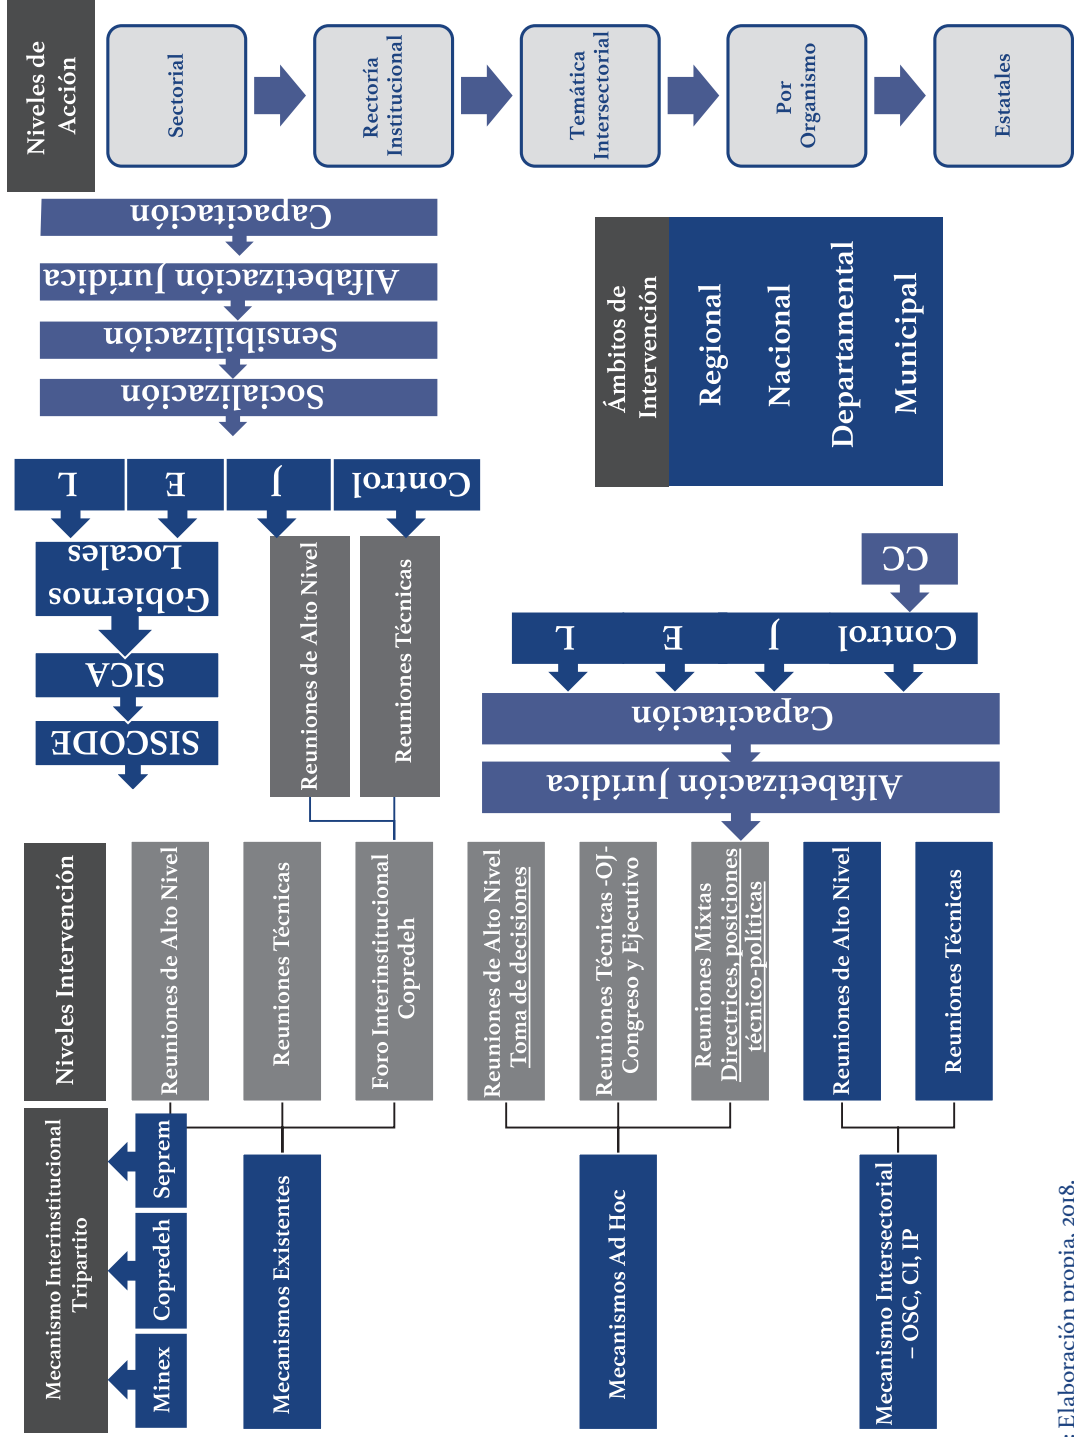 Mecanismo Interinstitucional
Tripartito
Minex
Copredeh
Seprem
Mecanismos Existentes
Mecanismos Ad Hoc
Mecanismo Intersectorial
– OSC, CI, IP
Niveles Intervención
Reuniones de Alto Nivel
Reuniones Técnicas
Foro Interinstitucional
Copredeh
Reuniones de Alto Nivel
Toma de decisiones
Reuniones Técnicas -OJ-
Congreso y Ejecutivo
Reuniones Mixtas
Directrices, posiciones
técnico-políticas
Reuniones de Alto Nivel
Reuniones Técnicas
SISCODE
SICA
Gobiernos
Locales
Reuniones de Alto Nivel
Reuniones Técnicas
L
E
J
Control
Socialización
Sensibilización
Alfabetización Jurídica
Capacitación
Alfabetización Jurídica
Capacitación
L
E
J
Control
CC
Ámbitos de
Intervención
Regional
Nacional
Departamental
Municipal
Niveles de
Acción
Sectorial
Rectoría
Institucional
Temática
Intersectorial
Por
Organismo
Estatales
: Elaboración propia, 2018.